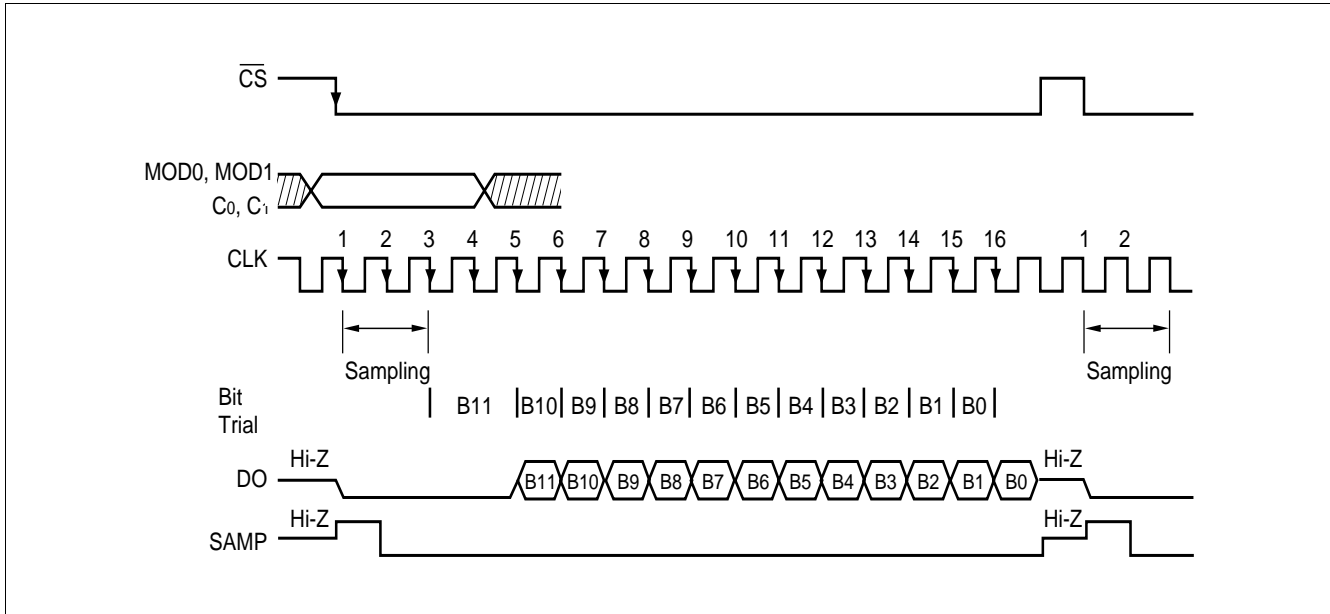 CS
MOD0, MOD1
C0, C1
1 2 3 4 5 6 7 8 9 10 11 12 13 14 15 16 1 2
CLK
Sampling Sampling
Bit Trial
B11 B10 B9 B8 B7 B6 B5 B4 B3 B2 B1 B0
Hi-Z Hi-Z
DO
B11 B10 B9 B8 B7 B6 B5 B4 B3 B2 B1 B0
Hi-Z Hi-Z
SAMP